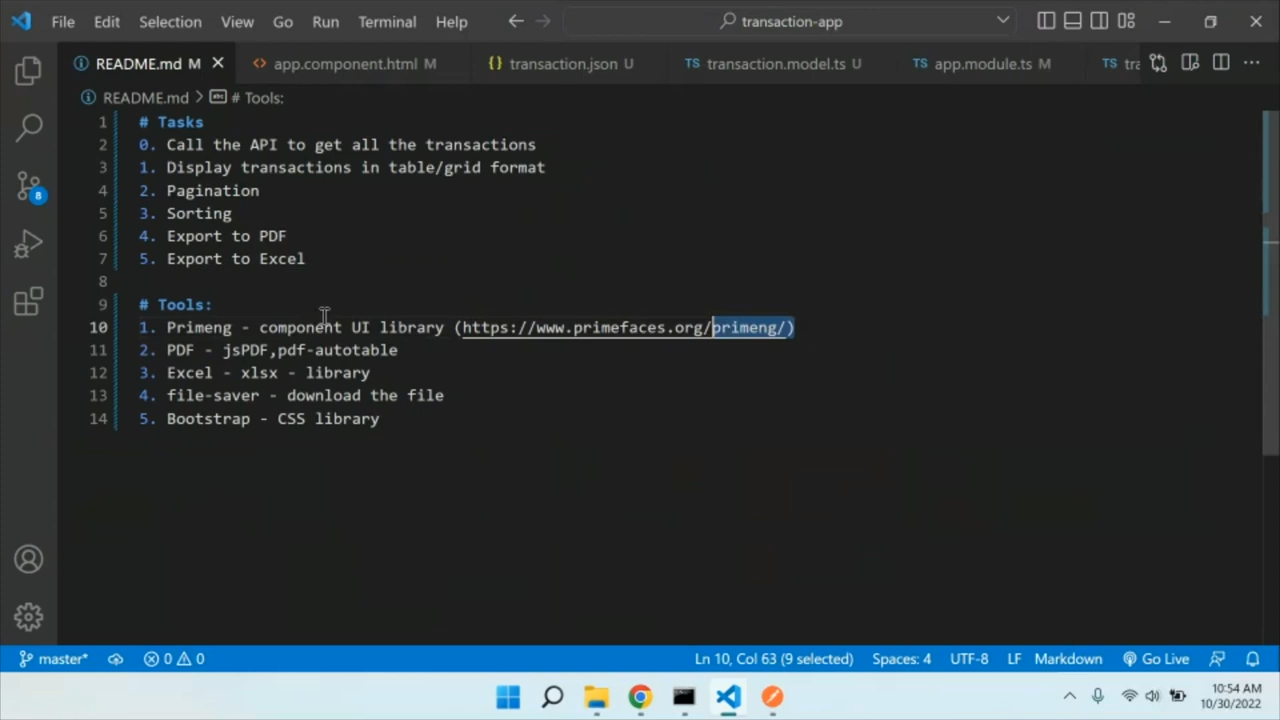 File Edit Selection View Go Run Terminal Help transaction-app
README.md M app.component.html M transaction.json U transaction.model.ts U app.module.ts M tra
README.md > # Tools:
1 # Tasks
2 0. Call the API to get all the transactions
3 1. Display transactions in table/grid format
4 2. Pagination
5 3. Sorting
6 4. Export to PDF
7 5. Export to Excel
8
9 # Tools:
10 1. Primeng - component UI library (https://www.primefaces.org/primeng/)
11 2. PDF - jsPDF,pdf-autotable
12 3. Excel - xlsx - library
13 4. file-saver - download the file
14 5. Bootstrap - CSS library
8
master* 0 0 Ln 10, Col 63 (9 selected) Spaces: 4 UTF-8 LF Markdown Go Live
10:54 AM
10/30/2022